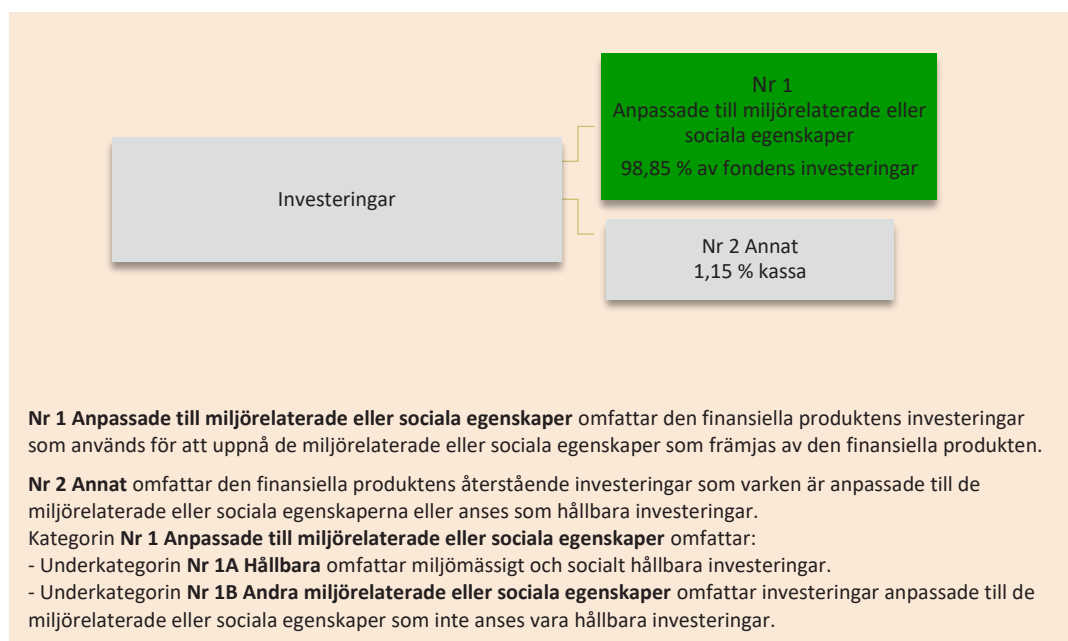 Nr 1
Anpassade till miljörelaterade eller
sociala egenskaper
98,85 % av fondens investeringar
Investeringar
Nr 2 Annat
1,15 % kassa
Nr 1 Anpassade till miljörelaterade eller sociala egenskaper omfattar den finansiella produktens investeringar
som används för att uppnå de miljörelaterade eller sociala egenskaper som främjas av den finansiella produkten.
Nr 2 Annat omfattar den finansiella produktens återstående investeringar som varken är anpassade till de
miljörelaterade eller sociala egenskaperna eller anses som hållbara investeringar.
Kategorin Nr 1 Anpassade till miljörelaterade eller sociala egenskaper omfattar:
- Underkategorin Nr 1A Hållbara omfattar miljömässigt och socialt hållbara investeringar.
- Underkategorin Nr 1B Andra miljörelaterade eller sociala egenskaper omfattar investeringar anpassade till de
miljörelaterade eller sociala egenskaper som inte anses vara hållbara investeringar.